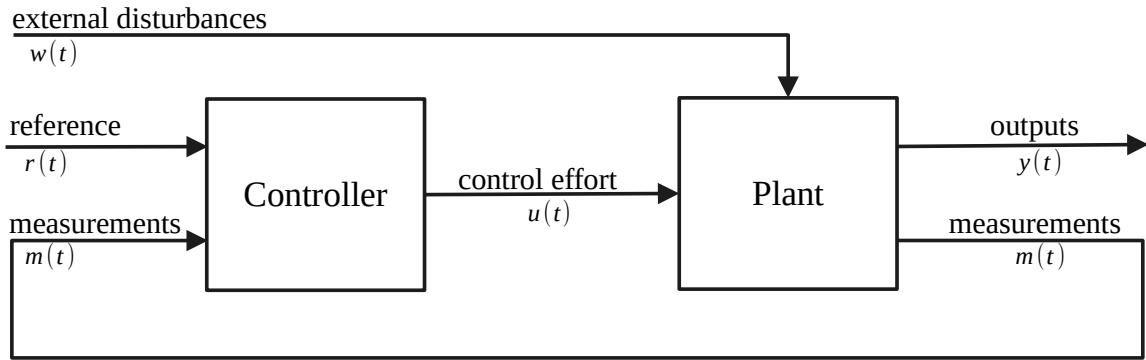 external disturbances
w(t)
reference
r(t)
measurements
m(t)
Controller
control effort
u(t)
Plant
outputs
y(t)
measurements
m(t)